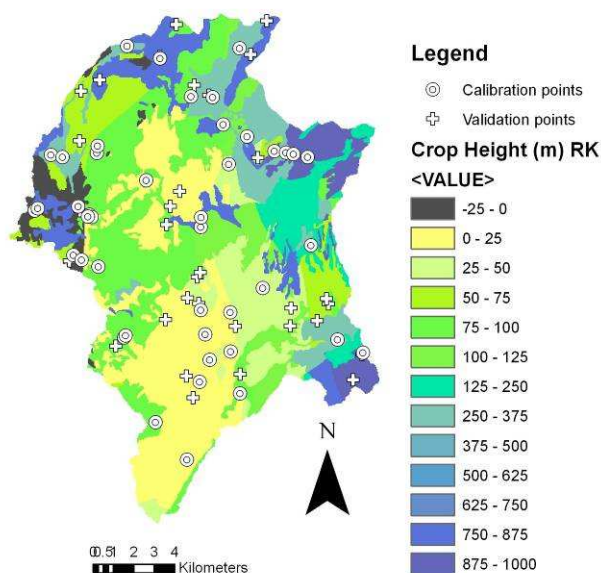 Legend
Calibration points
Validation points
Crop Height (m) RK
<VALUE>
-25 - 0
0 - 25
25 - 50
50 - 75
75 - 100
100 - 125
125 - 250
250 - 375
375 - 500
500 - 625
625 - 750
750 - 875
875 - 1000
N
00.51 2 3 4
Kilometers